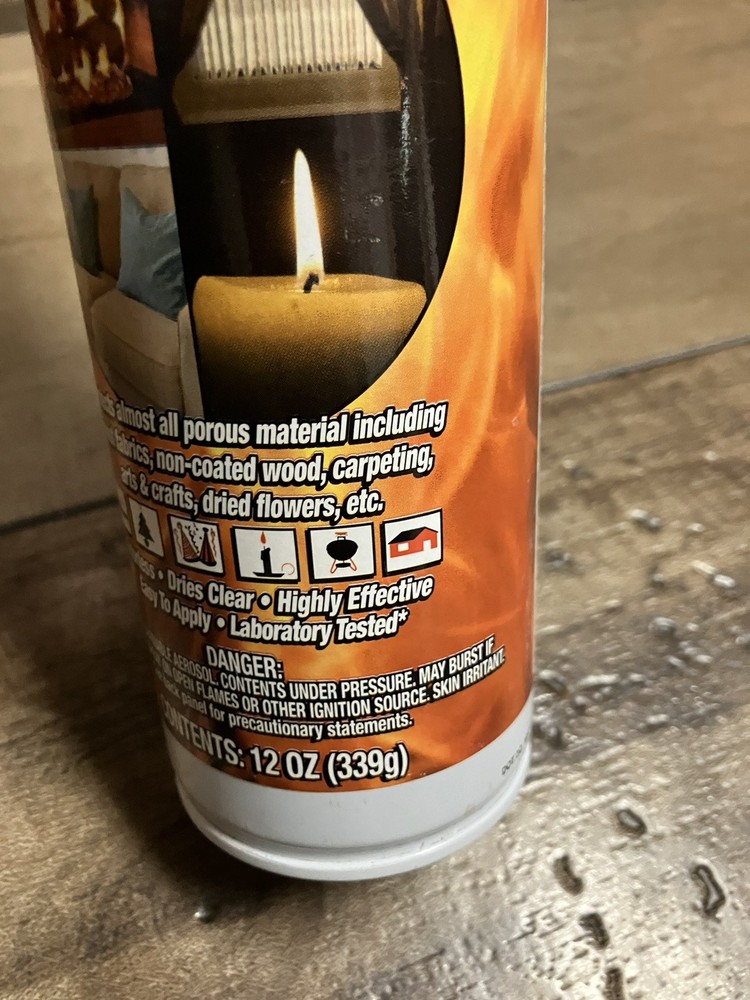 almost all porous material including
fabrics, non-coated wood, carpeting,
arts & crafts, dried flowers, etc.
• Dries Clear • Highly Effective
Easy To Apply • Laboratory Tested*
DANGER:
AEROSOL. CONTENTS UNDER PRESSURE. MAY BURST IF
OPEN FLAMES OR OTHER IGNITION SOURCE. SKIN IRRITANT.
panel for precautionary statements.
CONTENTS: 12 OZ (339g)